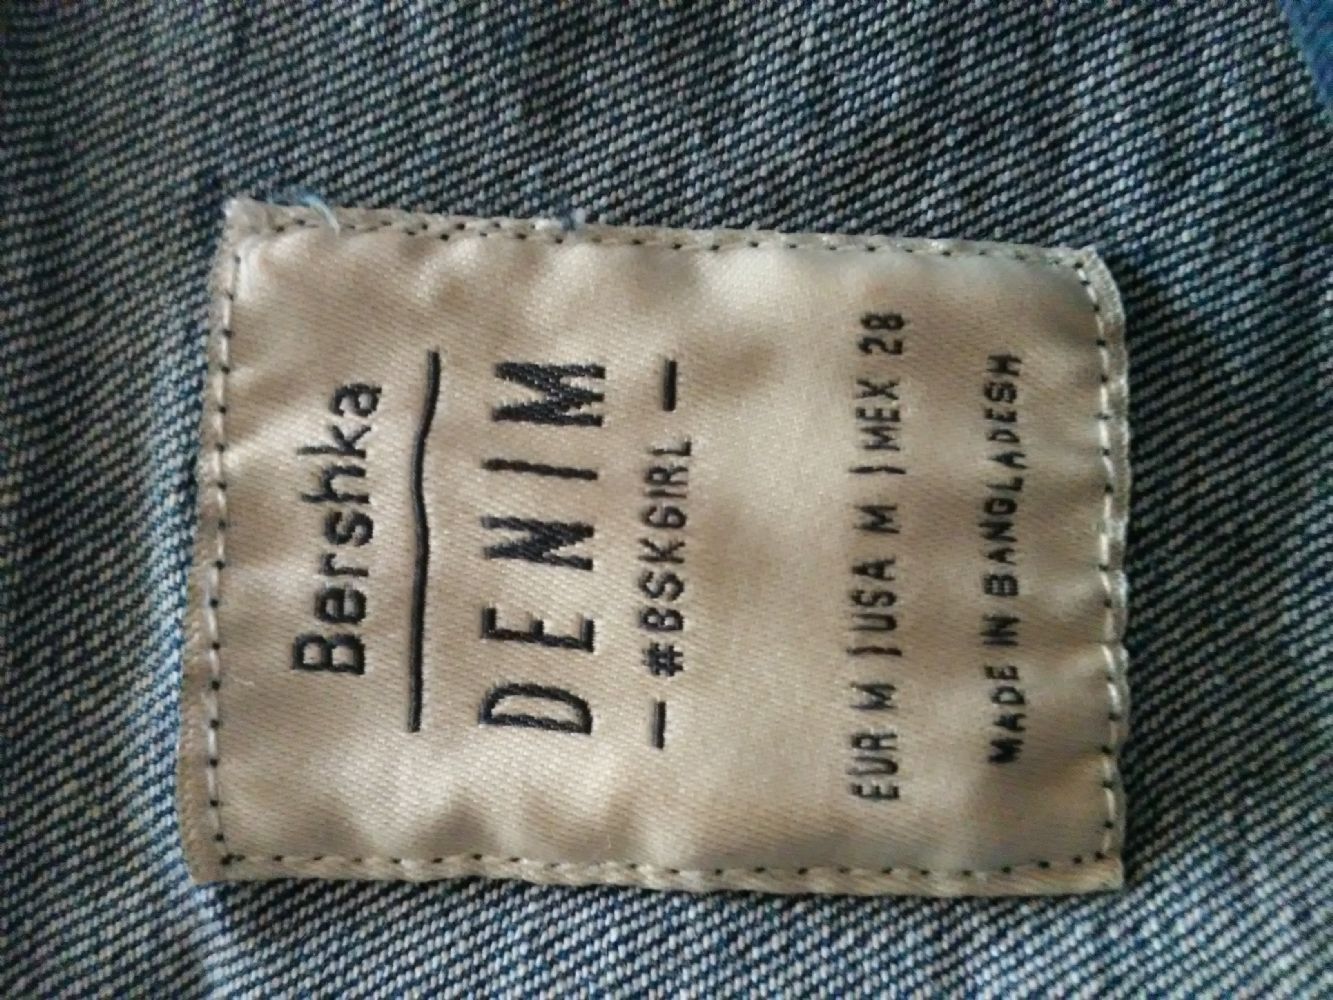 Bershka
DENIM
- #BSKGIRL -
EUR M | USA M | MEX 28
MADE IN BANGLADESH